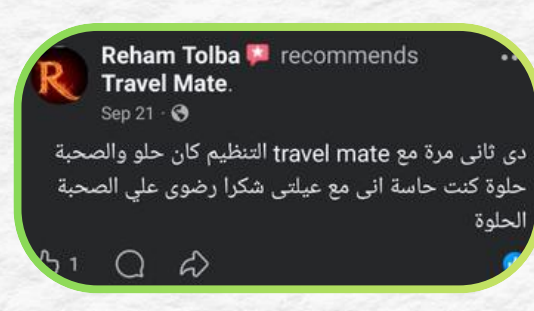 Reham Tolba recommends
Travel Mate.
Sep 21 ·
دى ثانى مرة مع travel mate التنظيم كان حلو والصحبة
حلوة كنت حاسة انى مع عيلتى شكرا رضوى علي الصحبة
الحلوة
1